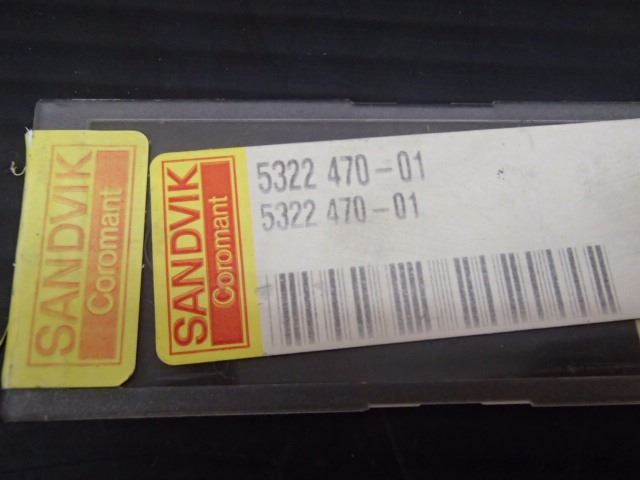 SANDVIK
Coromant
SANDVIK
Coromant
5322 470-01
5322 470-01